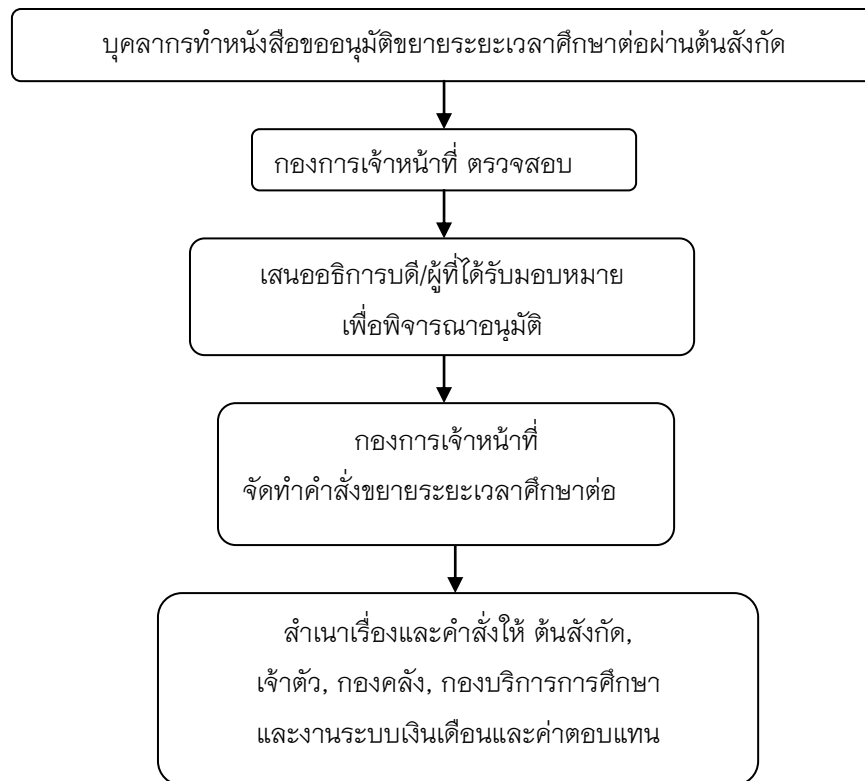 บุคลากรทำหนังสือขออนุมัติขยายระยะเวลาศึกษาต่อผ่านต้นสังกัด
กองการเจ้าหน้าที่ ตรวจสอบ
เสนออธิการบดี/ผู้ที่ได้รับมอบหมาย
เพื่อพิจารณาอนุมัติ
กองการเจ้าหน้าที่
จัดทำคำสั่งขยายระยะเวลาศึกษาต่อ
สำเนาเรื่องและคำสั่งให้ ต้นสังกัด,
เจ้าตัว, กองคลัง, กองบริการการศึกษา
และงานระบบเงินเดือนและค่าตอบแทน